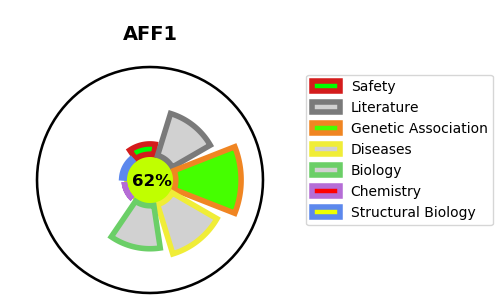 AFF1
62%
Safety
Literature
Genetic Association
Diseases
Biology
Chemistry
Structural Biology